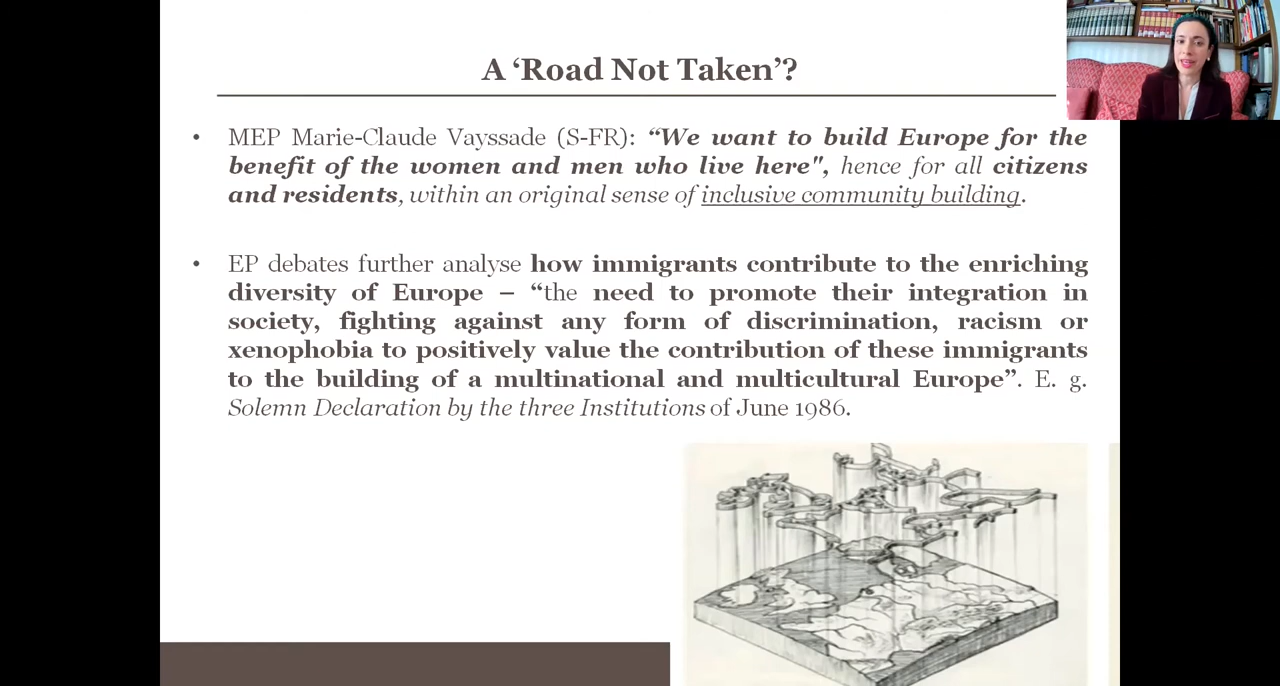 A ‘Road Not Taken’?
• MEP Marie-Claude Vayssade (S-FR): “We want to build Europe for the
benefit of the women and men who live here", hence for all citizens
and residents, within an original sense of inclusive community building.
• EP debates further analyse how immigrants contribute to the enriching
diversity of Europe – “the need to promote their integration in
society, fighting against any form of discrimination, racism or
xenophobia to positively value the contribution of these immigrants
to the building of a multinational and multicultural Europe”. E. g.
Solemn Declaration by the three Institutions of June 1986.